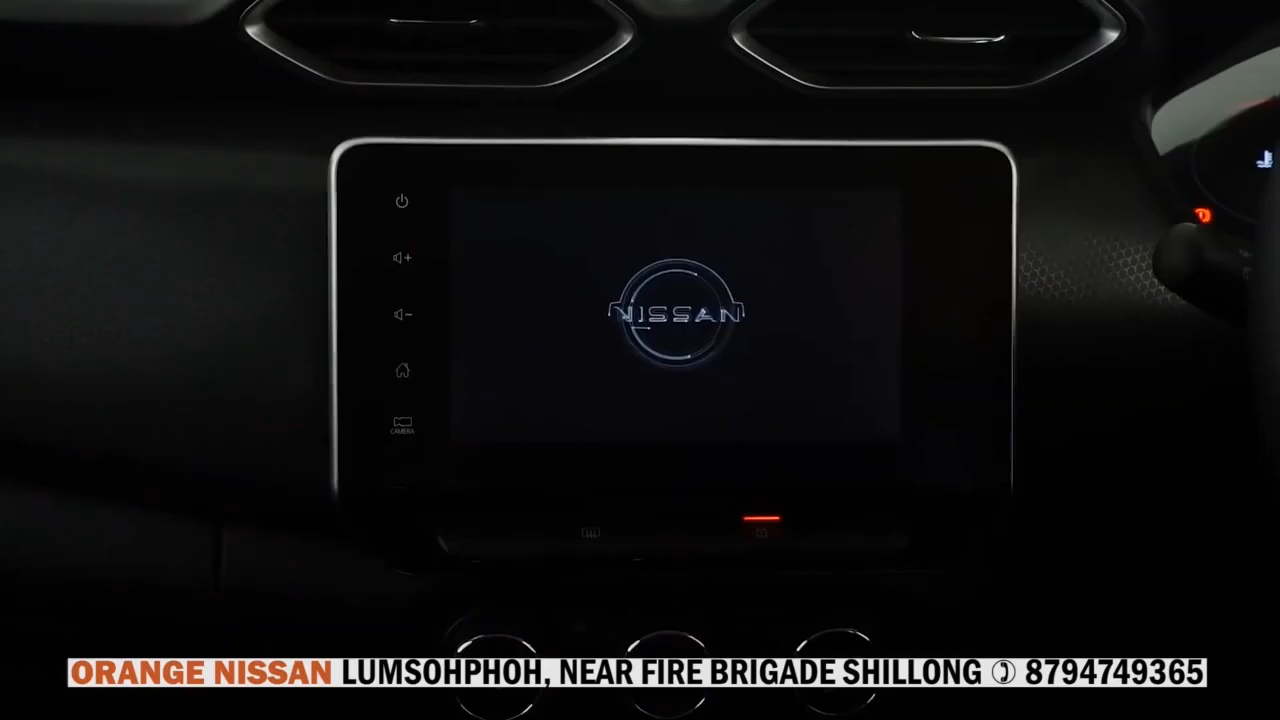 NISSAN
CAMERA
ORANGE NISSAN LUMSOHPHOH, NEAR FIRE BRIGADE SHILLONG ✆ 8794749365